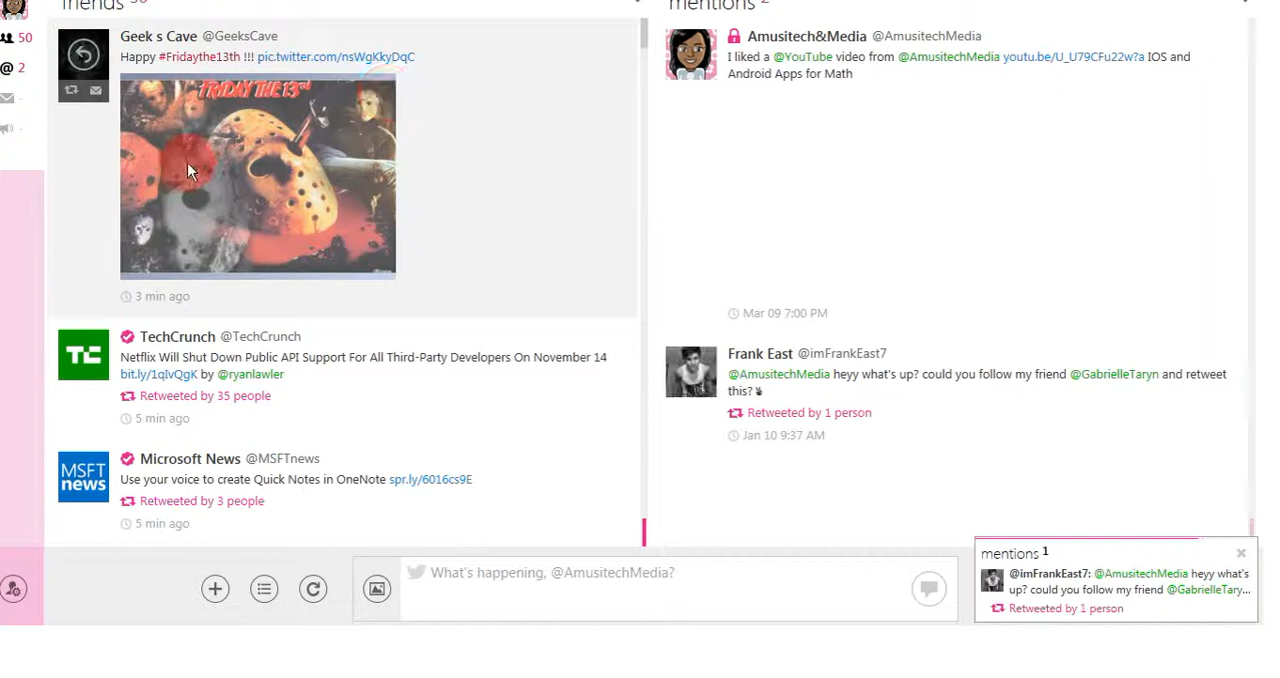 friends 50
50
@ 2
Geek s Cave @GeeksCave
Happy #Fridaythe13th !!! pic.twitter.com/nsWgKkyDqC
FRIDAY THE 13th
3 min ago
TC
TechCrunch @TechCrunch
Netflix Will Shut Down Public API Support For All Third-Party Developers On November 14
bit.ly/1qIvQgK by @ryanlawler
Retweeted by 35 people
5 min ago
MSFT
news
Microsoft News @MSFTnews
Use your voice to create Quick Notes in OneNote spr.ly/6016cs9E
Retweeted by 3 people
5 min ago
mentions 2
Amusitech&Media @AmusitechMedia
I liked a @YouTube video from @AmusitechMedia youtu.be/U_U79CFu22w?a IOS and
Android Apps for Math
Mar 09 7:00 PM
Frank East @imFrankEast7
@AmusitechMedia heyy what's up? could you follow my friend @GabrielleTaryn and retweet
this?✌
Retweeted by 1 person
Jan 10 9:37 AM
What's happening, @AmusitechMedia?
mentions 1
@imFrankEast7: @AmusitechMedia heyy what's
up? could you follow my friend @GabrielleTary...
Retweeted by 1 person